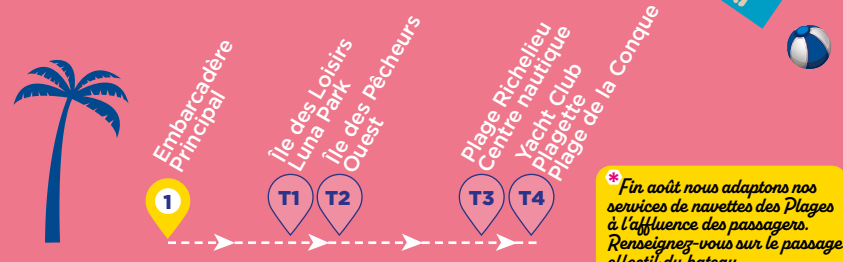 Embarcadère
Principal
Île des Loisirs
Luna Park
Île des Pêcheurs
Ouest
Plage Richelieu
Centre nautique
Yacht Club
Plagette
Plage de la Conque
1
T1
T2
T3
T4
*Fin août nous adaptons nos
services de navettes des Plages
à l'affluence des passagers.
Renseignez-vous sur le passage